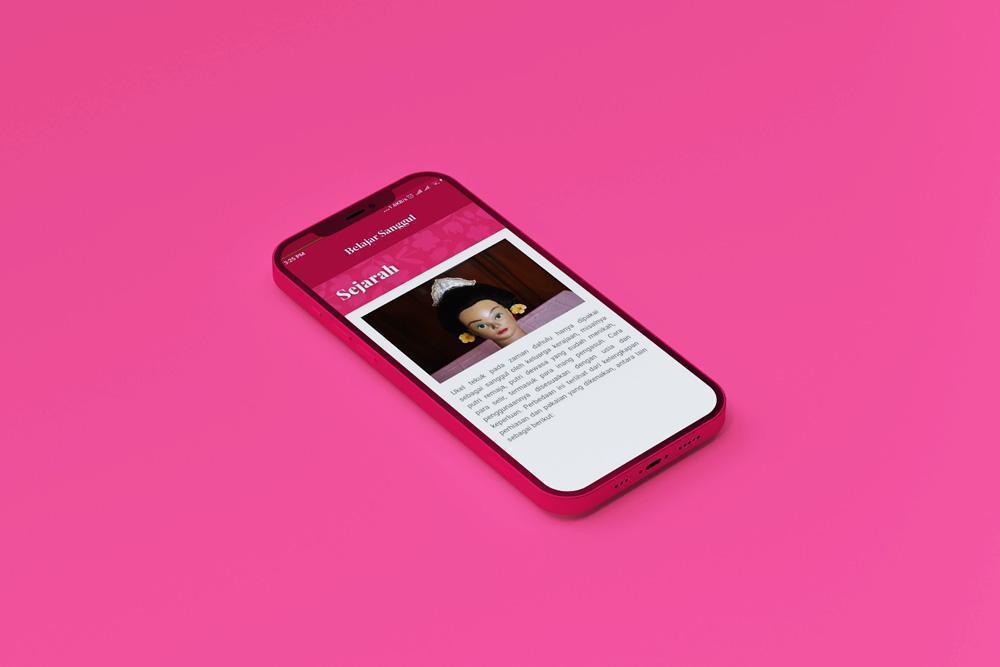 3:25 PM
...1.6KB/s
Belajar Sanggul
Sejarah
Ukel tekuk pada zaman dahulu hanya dipakai
sebagai sanggul oleh keluarga kerajaan, misalnya
putri remaja, putri dewasa yang sudah menikah,
para selir, termasuk para inang pengasuh. Cara
penggunaannya disesuaikan dengan usia dan
keperluan. Perbedaan ini terlihat dari kelengkapan
perhiasan dan pakaian yang dikenakan, antara lain
sebagai berikut: